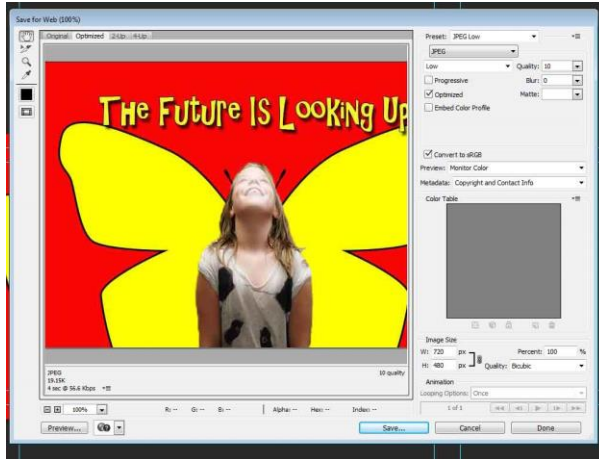 Save for Web (100%)
Original Optimized 2-Up 4-Up
The Future Is Looking Up
JPEG
19.15K
4 sec @ 56.6 Kbps
10 quality
100%
R: -- G: -- B: -- Alpha: -- Hex: -- Index: --
Preview...
Save... Cancel Done
Preset: JPEG Low
JPEG
Low Quality: 10
Progressive Blur: 0
Optimized Matte:
Embed Color Profile
Convert to sRGB
Preview: Monitor Color
Metadata: Copyright and Contact Info
Color Table
Image Size
W: 720 px Percent: 100 %
H: 480 px Quality: Bicubic
Animation
Looping Options: Once
1 of 1